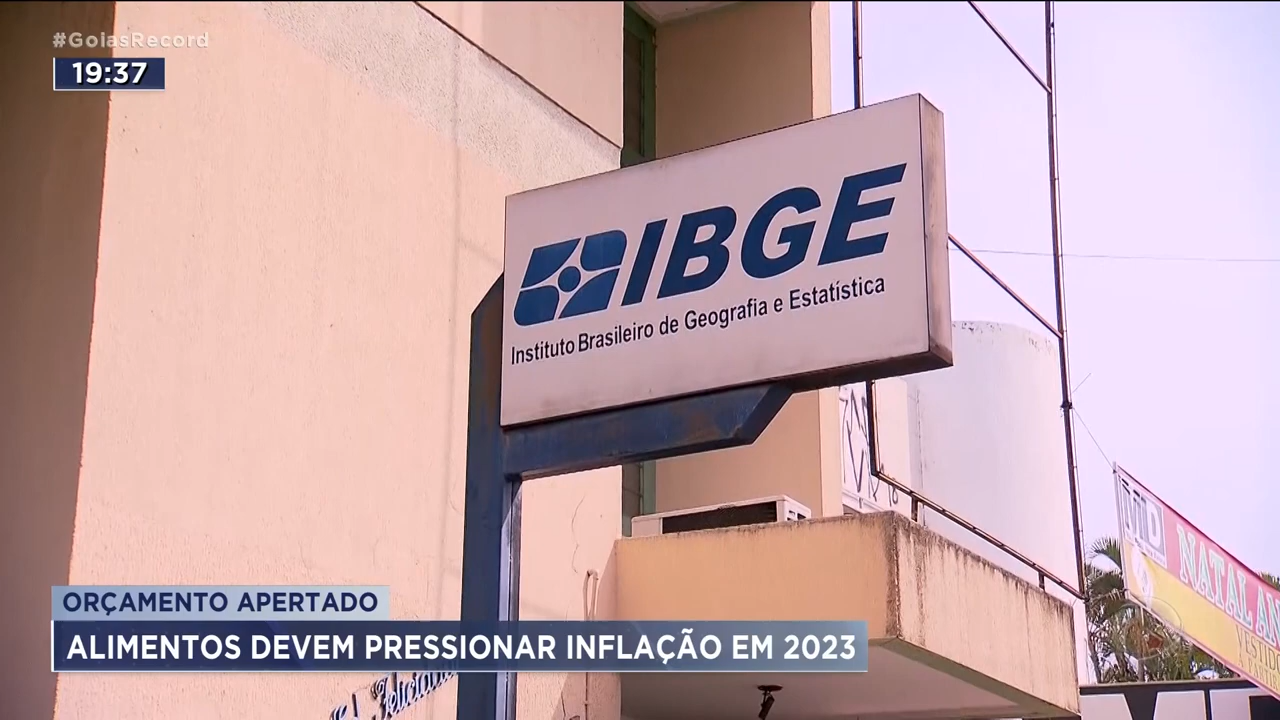 #GoiasRecord
19:37
IBGE
Instituto Brasileiro de Geografia e Estatística
NATAL
ORÇAMENTO APERTADO
ALIMENTOS DEVEM PRESSIONAR INFLAÇÃO EM 2023